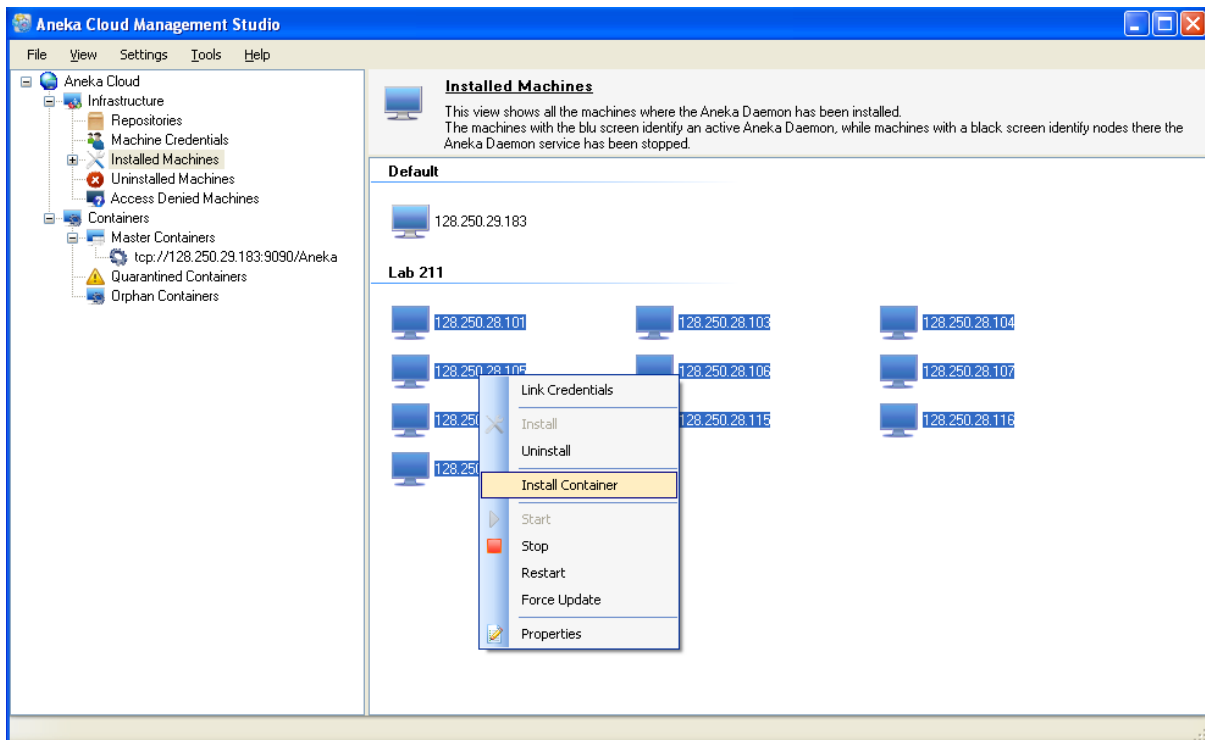 Aneka Cloud Management Studio
File View Settings Tools Help
Aneka Cloud
Infrastructure
Repositories
Machine Credentials
Installed Machines
Uninstalled Machines
Access Denied Machines
Containers
Master Containers
tcp://128.250.29.183:9090/Aneka
Quarantined Containers
Orphan Containers
Installed Machines
This view shows all the machines where the Aneka Daemon has been installed.
The machines with the blu screen identify an active Aneka Daemon, while machines with a black screen identify nodes there the
Aneka Daemon service has been stopped.
Default
128.250.29.183
Lab 211
128.250.28.101 128.250.28.103 128.250.28.104
128.250.28.105 128.250.28.106 128.250.28.107
128.250.28.115 128.250.28.116
Link Credentials
Install
Uninstall
Install Container
Start
Stop
Restart
Force Update
Properties